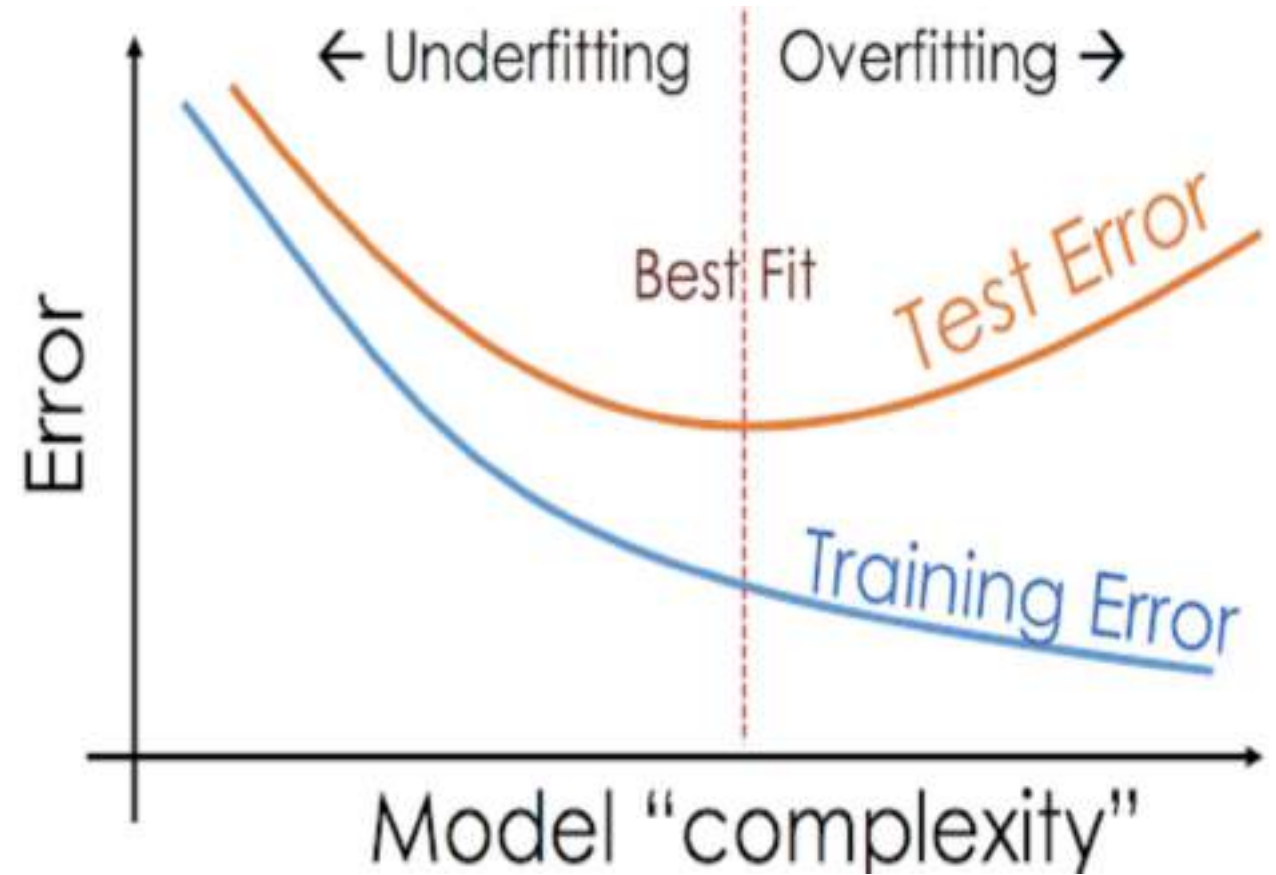 ← Underfitting
Overfitting →
Best Fit
Test Error
Training Error
Error
Model “complexity”